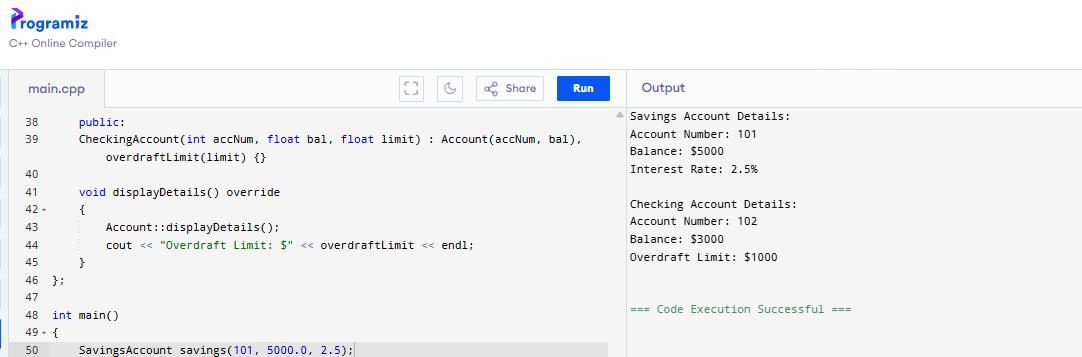 Programiz
C++ Online Compiler
main.cpp
Share
Run
Output
38 public:
39 CheckingAccount(int accNum, float bal, float limit) : Account(accNum, bal),
overdraftLimit(limit) {}
40
41 void displayDetails() override
42 {
43 Account::displayDetails();
44 cout << "Overdraft Limit: $" << overdraftLimit << endl;
45 }
46 };
47
48 int main()
49 {
50 SavingsAccount savings(101, 5000.0, 2.5);
Savings Account Details:
Account Number: 101
Balance: $5000
Interest Rate: 2.5%
Checking Account Details:
Account Number: 102
Balance: $3000
Overdraft Limit: $1000
=== Code Execution Successful ===